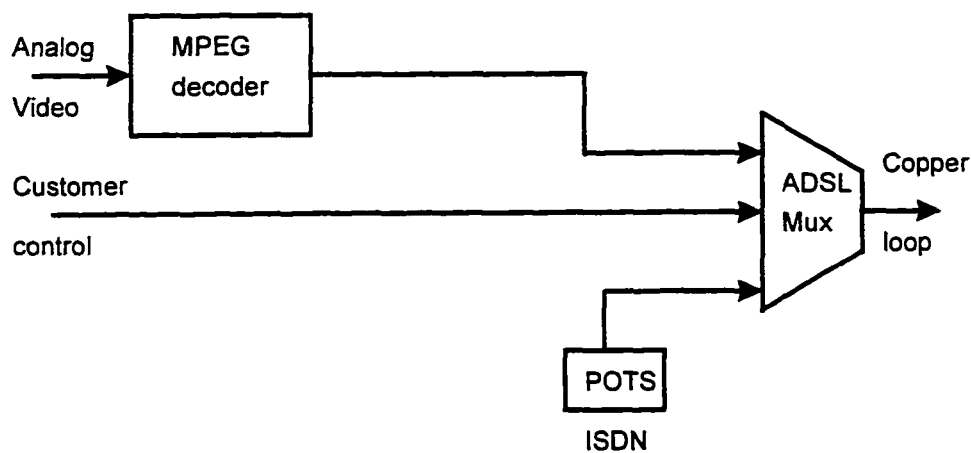 Analog
Video
MPEG
decoder
Customer
control
ADSL
Mux
Copper
loop
POTS
ISDN